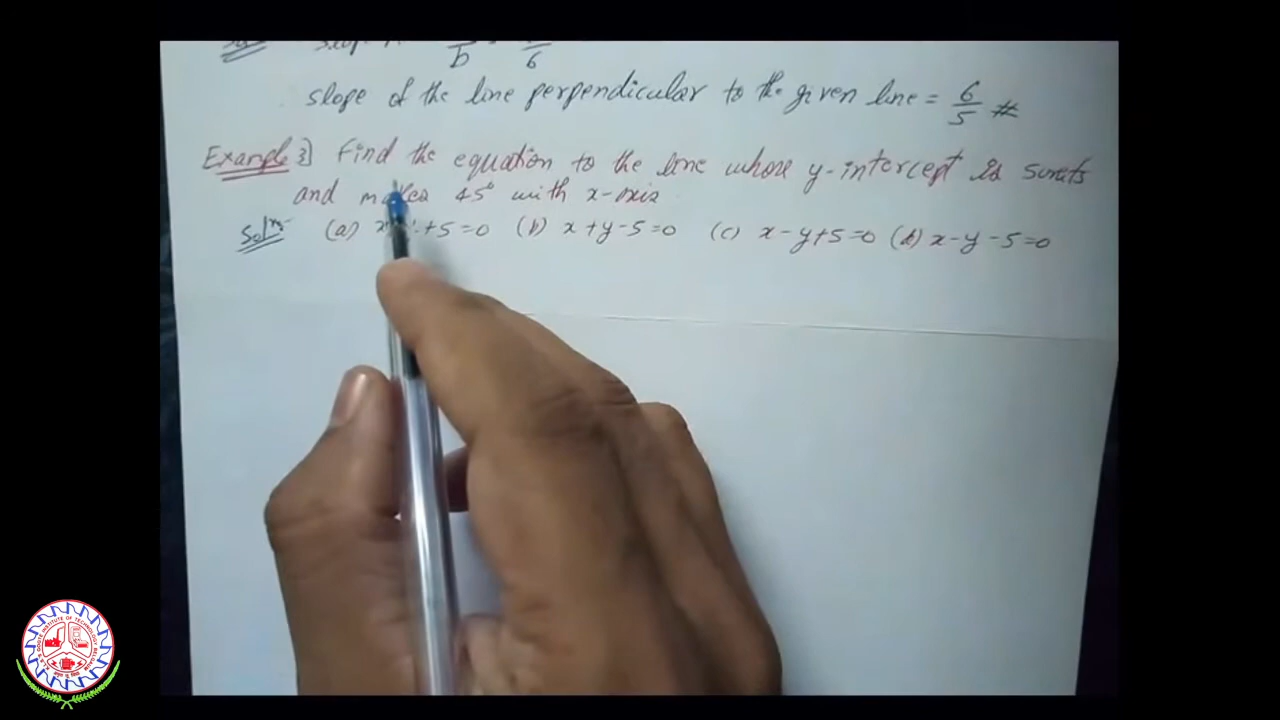 b 6
slope of the line perpendicular to the given line = 6/5 #
Example 3) Find the equation to the line whose y-intercept is 5units
and makes 45° with x-axis
Solⁿ (a) +5=0 (b) x+y-5=0 (c) x-y+5=0 (d) x-y-5=0